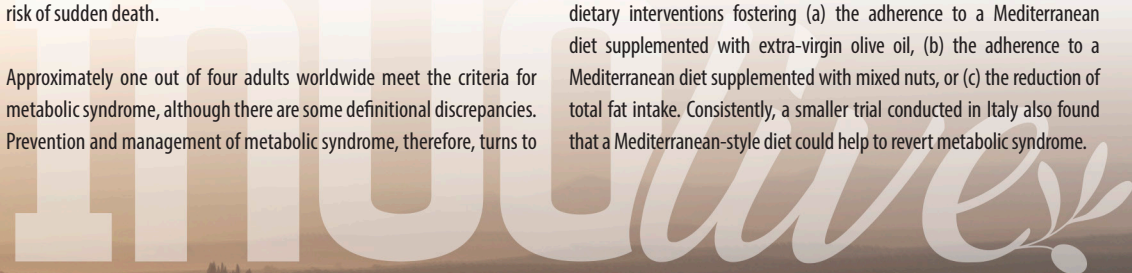 risk of sudden death.
Approximately one out of four adults worldwide meet the criteria for
metabolic syndrome, although there are some definitional discrepancies.
Prevention and management of metabolic syndrome, therefore, turns to
dietary interventions fostering (a) the adherence to a Mediterranean
diet supplemented with extra-virgin olive oil, (b) the adherence to a
Mediterranean diet supplemented with mixed nuts, or (c) the reduction of
total fat intake. Consistently, a smaller trial conducted in Italy also found
that a Mediterranean-style diet could help to revert metabolic syndrome.